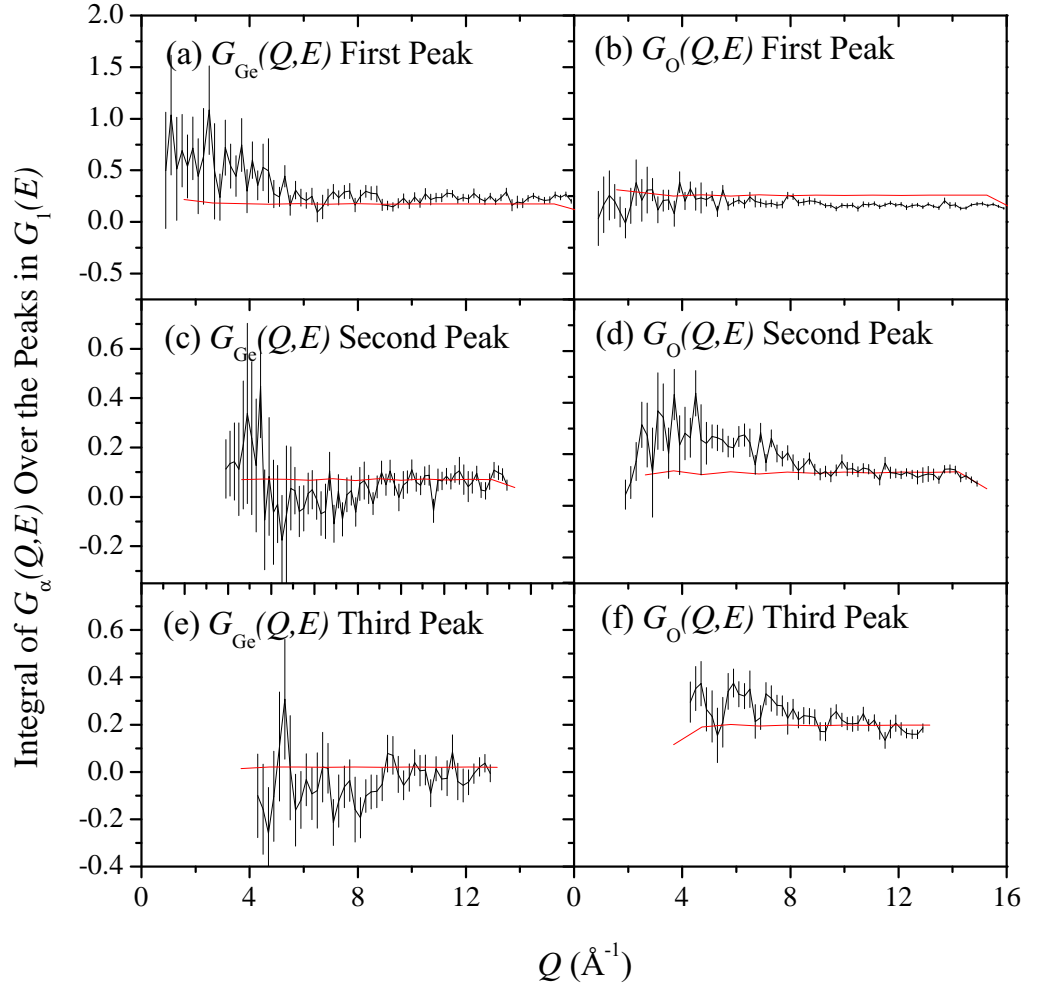 Integral of G_α(Q,E) Over the Peaks in G_1(E)
2.0
1.5
1.0
0.5
0.0
-0.5
(a) G_Ge(Q,E) First Peak
(b) G_O(Q,E) First Peak
0.6
0.4
0.2
0.0
-0.2
(c) G_Ge(Q,E) Second Peak
(d) G_O(Q,E) Second Peak
0.6
0.4
0.2
0.0
-0.2
-0.4
(e) G_Ge(Q,E) Third Peak
(f) G_O(Q,E) Third Peak
0 4 8 12 0 4 8 12 16
Q (Å⁻¹)